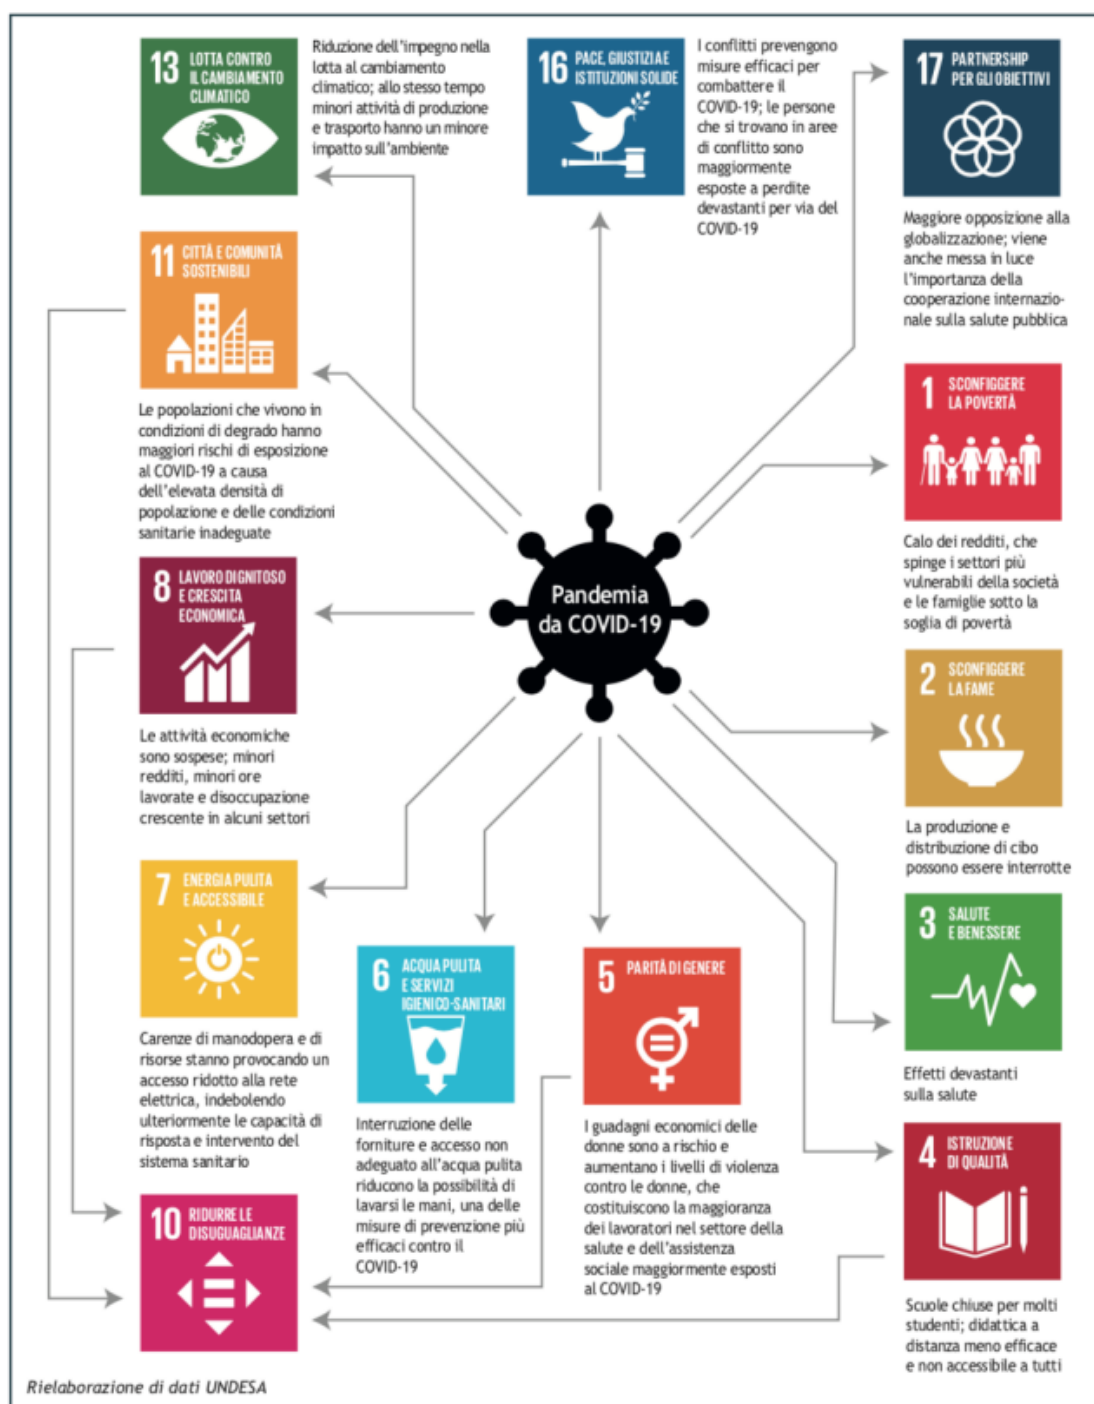 13 LOTTA CONTRO
IL CAMBIAMENTO
CLIMATICO
Riduzione dell'impegno nella
lotta al cambiamento
climatico; allo stesso tempo
minori attività di produzione
e trasporto hanno un minore
impatto sull'ambiente
16 PACE, GIUSTIZIA E
ISTITUZIONI SOLIDE
I conflitti prevengono
misure efficaci per
combattere il
COVID-19; le persone
che si trovano in aree
di conflitto sono
maggiormente
esposte a perdite
devastanti per via del
COVID-19
17 PARTNERSHIP
PER GLI OBIETTIVI
Maggiore opposizione alla
globalizzazione; viene
anche messa in luce
l'importanza della
cooperazione internazio-
nale sulla salute pubblica
11 CITTÀ E COMUNITÀ
SOSTENIBILI
Le popolazioni che vivono in
condizioni di degrado hanno
maggiori rischi di esposizione
al COVID-19 a causa
dell'elevata densità di
popolazione e delle condizioni
sanitarie inadeguate
1 SCONFIGGERE
LA POVERTÀ
Calo dei redditi, che
spinge i settori più
vulnerabili della società
e le famiglie sotto la
soglia di povertà
Pandemia
da COVID-19
8 LAVORO DIGNITOSO
E CRESCITA
ECONOMICA
Le attività economiche
sono sospese; minori
redditi, minori ore
lavorate e disoccupazione
crescente in alcuni settori
2 SCONFIGGERE
LA FAME
La produzione e
distribuzione di cibo
possono essere interrotte
7 ENERGIA PULITA
E ACCESSIBILE
Carenze di manodopera e di
risorse stanno provocando un
accesso ridotto alla rete
elettrica, indebolendo
ulteriormente le capacità di
risposta e intervento del
sistema sanitario
3 SALUTE
E BENESSERE
Effetti devastanti
sulla salute
6 ACQUA PULITA
E SERVIZI
IGIENICO-SANITARI
Interruzione delle
forniture e accesso non
adeguato all'acqua pulita
riducono la possibilità di
lavarsi le mani, una delle
misure di prevenzione più
efficaci contro il
COVID-19
5 PARITÀ DI GENERE
I guadagni economici delle
donne sono a rischio e
aumentano i livelli di violenza
contro le donne, che
costituiscono la maggioranza
dei lavoratori nel settore della
salute e dell'assistenza
sociale maggiormente esposti
al COVID-19
4 ISTRUZIONE
DI QUALITÀ
Scuole chiuse per molti
studenti; didattica a
distanza meno efficace
e non accessibile a tutti
10 RIDURRE LE
DISUGUAGLIANZE
Rielaborazione di dati UNDESA